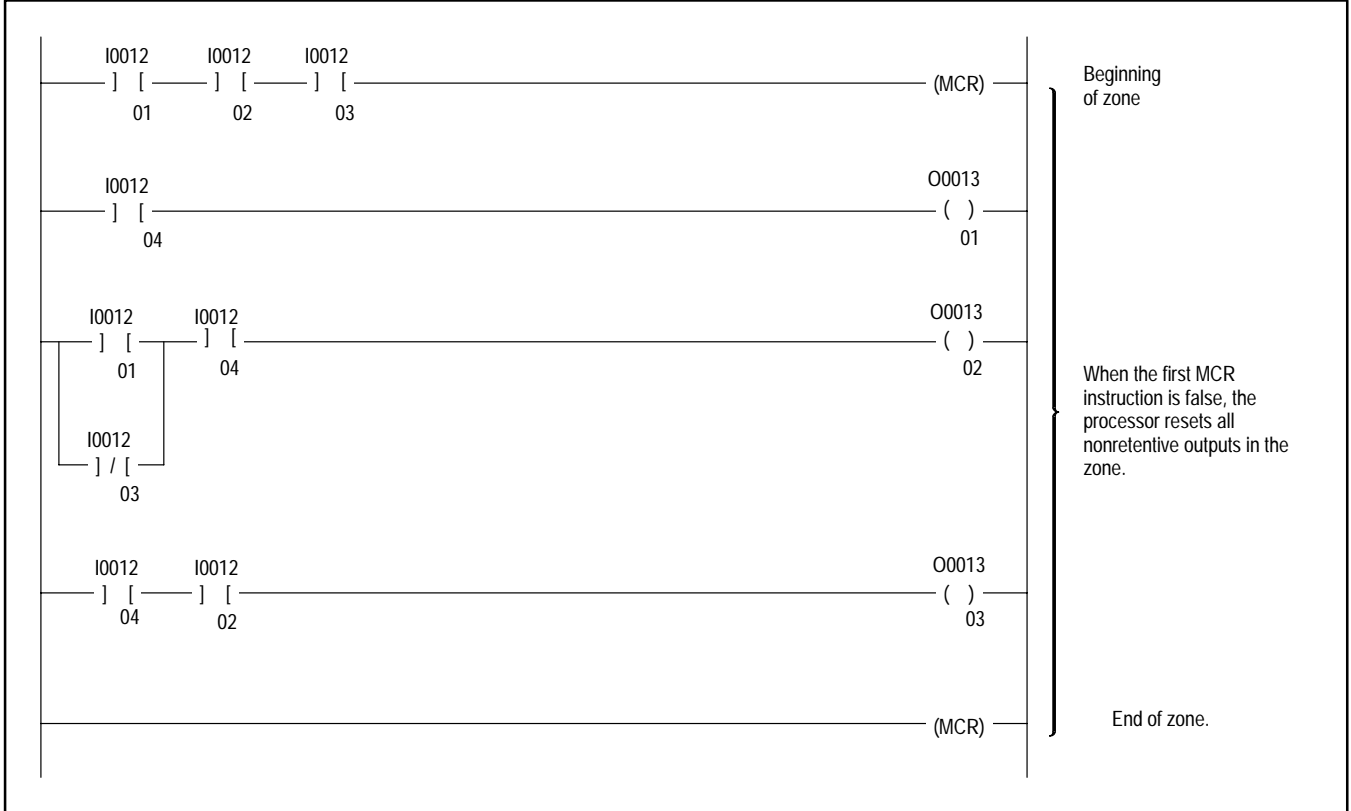 I0012 I0012 I0012
] [ ] [ ] [ (MCR)
01 02 03
Beginning
of zone
I0012 O0013
] [ ( )
04 01
I0012 I0012 O0013
] [ ] [ ( )
01 04 02
I0012
] / [
03
When the first MCR
instruction is false, the
processor resets all
nonretentive outputs in the
zone.
I0012 I0012 O0013
] [ ] [ ( )
04 02 03
(MCR)
End of zone.